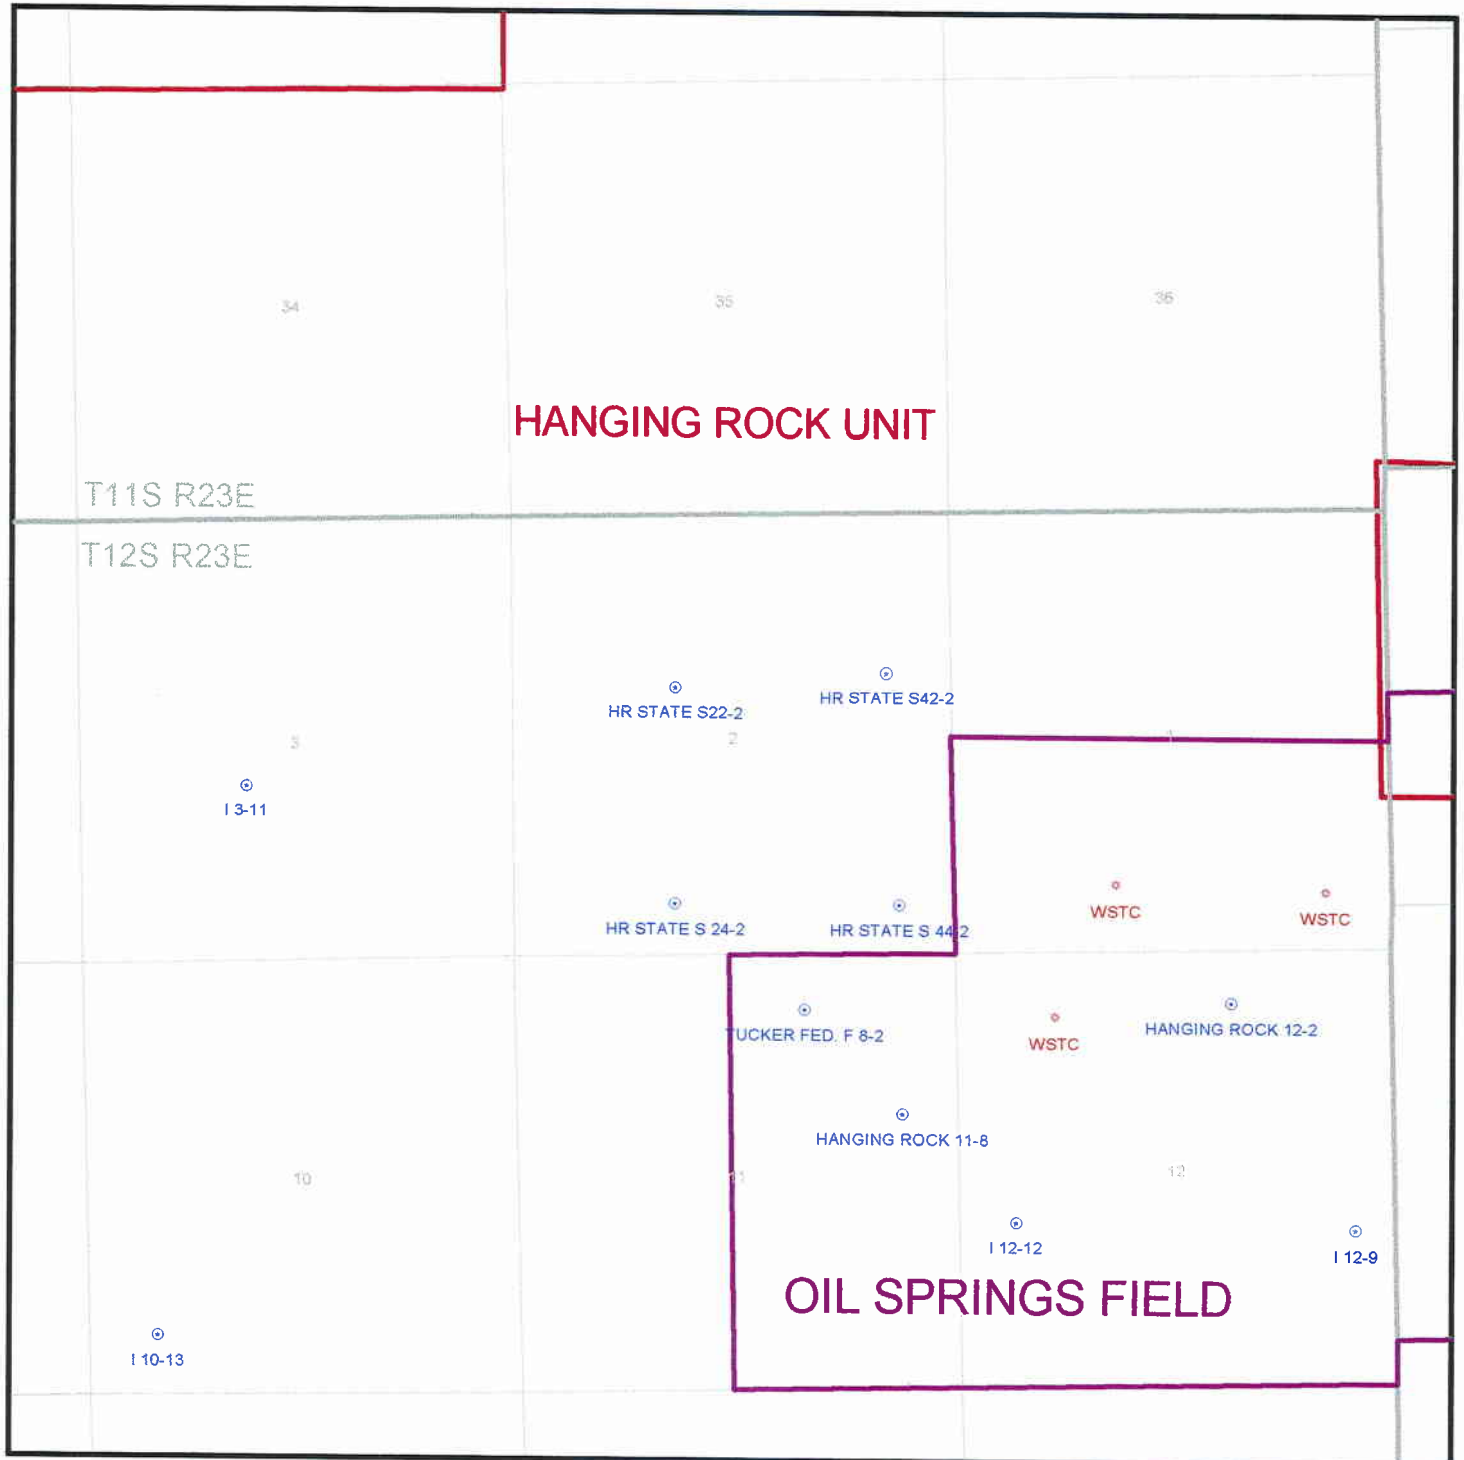 34
35
36
HANGING ROCK UNIT
T11S R23E
T12S R23E
HR STATE S22-2
HR STATE S42-2
3
2
1
I 3-11
WSTC
WSTC
HR STATE S 24-2
HR STATE S 44-2
TUCKER FED. F 8-2
WSTC
HANGING ROCK 12-2
HANGING ROCK 11-8
10
11
12
I 12-12
I 12-9
OIL SPRINGS FIELD
I 10-13